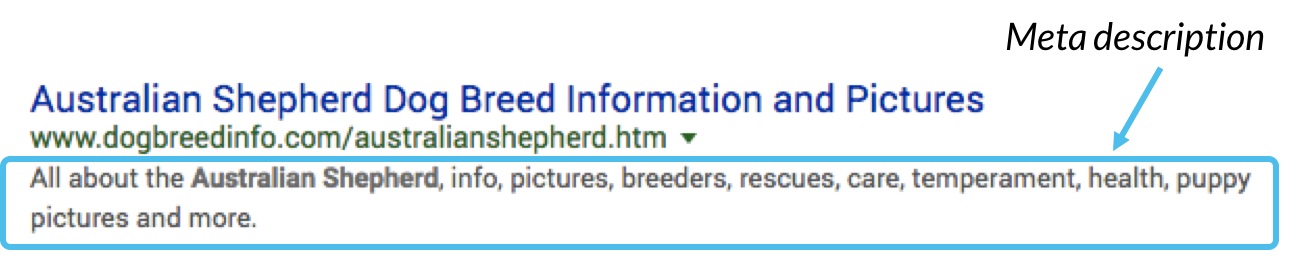 Meta description
Australian Shepherd Dog Breed Information and Pictures
www.dogbreedinfo.com/australianshepherd.htm
All about the Australian Shepherd, info, pictures, breeders, rescues, care, temperament, health, puppy
pictures and more.